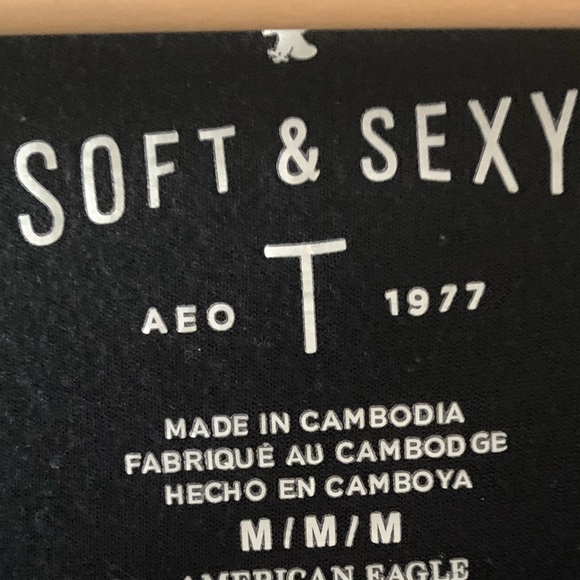 SOFT & SEXY
T
AEO 1977
MADE IN CAMBODIA
FABRIQUÉ AU CAMBODGE
HECHO EN CAMBOYA
M/M/M
AMERICAN EAGLE